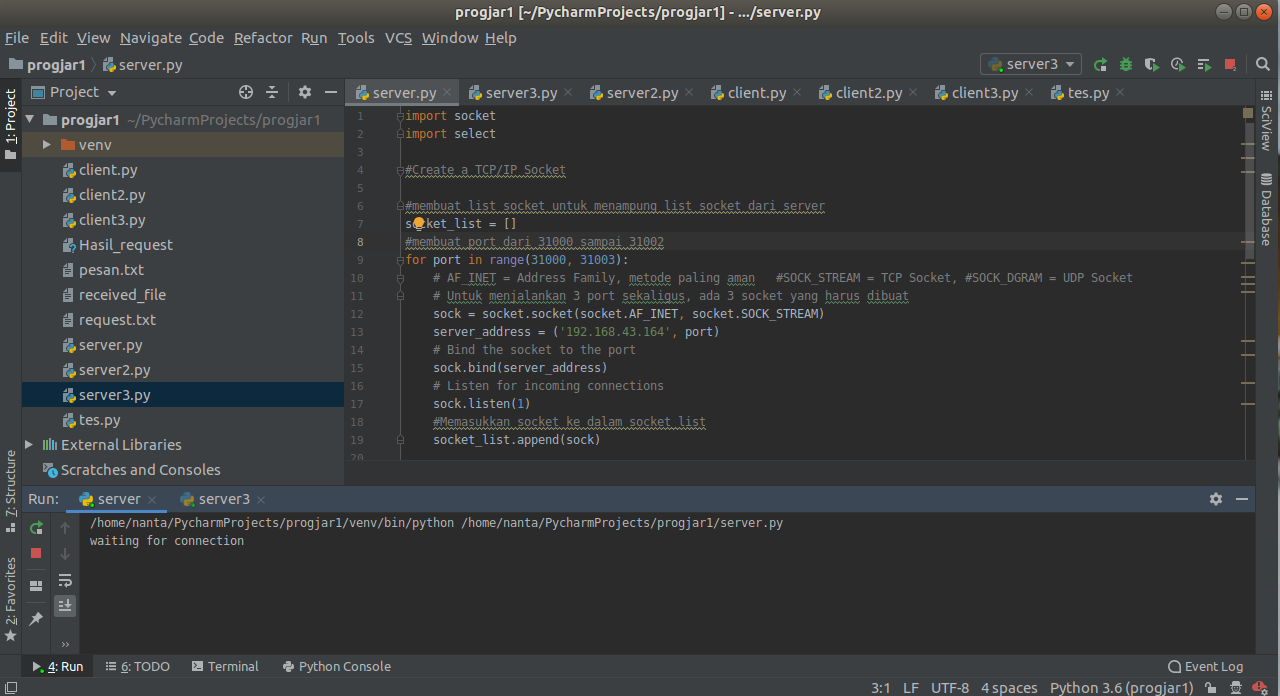 progjar1 [~/PycharmProjects/progjar1] - .../server.py
File Edit View Navigate Code Refactor Run Tools VCS Window Help
progjar1 server.py server3
Project server.py server3.py server2.py client.py client2.py client3.py tes.py
1: Project
progjar1 ~/PycharmProjects/progjar1
venv
client.py
client2.py
client3.py
Hasil_request
pesan.txt
received_file
request.txt
server.py
server2.py
server3.py
tes.py
External Libraries
Scratches and Consoles
1 import socket
2 import select
3
4 #Create a TCP/IP Socket
5
6 #membuat list socket untuk menampung list socket dari server
7 socket_list = []
8 #membuat port dari 31000 sampai 31002
9 for port in range(31000, 31003):
10 # AF_INET = Address Family, metode paling aman #SOCK_STREAM = TCP Socket, #SOCK_DGRAM = UDP Socket
11 # Untuk menjalankan 3 port sekaligus, ada 3 socket yang harus dibuat
12 sock = socket.socket(socket.AF_INET, socket.SOCK_STREAM)
13 server_address = ('192.168.43.164', port)
14 # Bind the socket to the port
15 sock.bind(server_address)
16 # Listen for incoming connections
17 sock.listen(1)
18 #Memasukkan socket ke dalam socket list
19 socket_list.append(sock)
20
SciView
Database
7: Structure
2: Favorites
Run: server server3
/home/nanta/PycharmProjects/progjar1/venv/bin/python /home/nanta/PycharmProjects/progjar1/server.py
waiting for connection
4: Run 6: TODO Terminal Python Console Event Log
3:1 LF UTF-8 4 spaces Python 3.6 (progjar1)